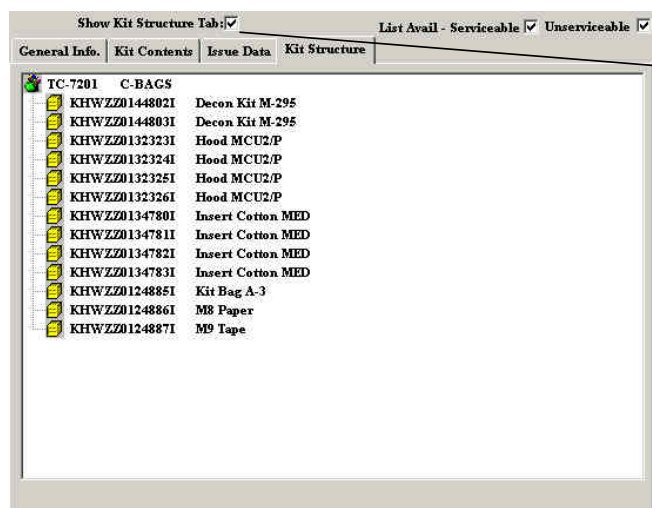 Show Kit Structure Tab: List Avail - Serviceable Unserviceable
General Info. Kit Contents Issue Data Kit Structure
TC-7201 C-BAGS
KHWZZ0144802I Decon Kit M-295
KHWZZ0144803I Decon Kit M-295
KHWZZ0132323I Hood MCU2/P
KHWZZ0132324I Hood MCU2/P
KHWZZ0132325I Hood MCU2/P
KHWZZ0132326I Hood MCU2/P
KHWZZ0134780I Insert Cotton MED
KHWZZ0134781I Insert Cotton MED
KHWZZ0134782I Insert Cotton MED
KHWZZ0134783I Insert Cotton MED
KHWZZ0124885I Kit Bag A-3
KHWZZ0124886I M8 Paper
KHWZZ0124887I M9 Tape